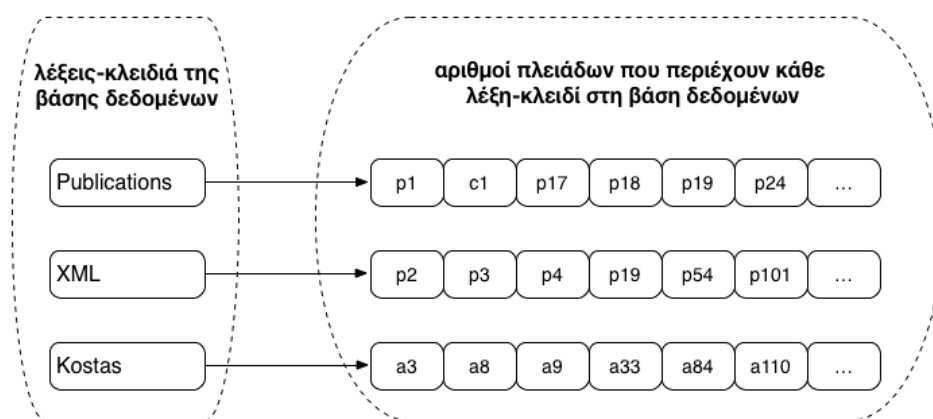 λέξεις-κλειδιά της
βάσης δεδομένων
αριθμοί πλειάδων που περιέχουν κάθε
λέξη-κλειδί στη βάση δεδομένων
Publications p1 c1 p17 p18 p19 p24 ...
XML p2 p3 p4 p19 p54 p101 ...
Kostas a3 a8 a9 a33 a84 a110 ...